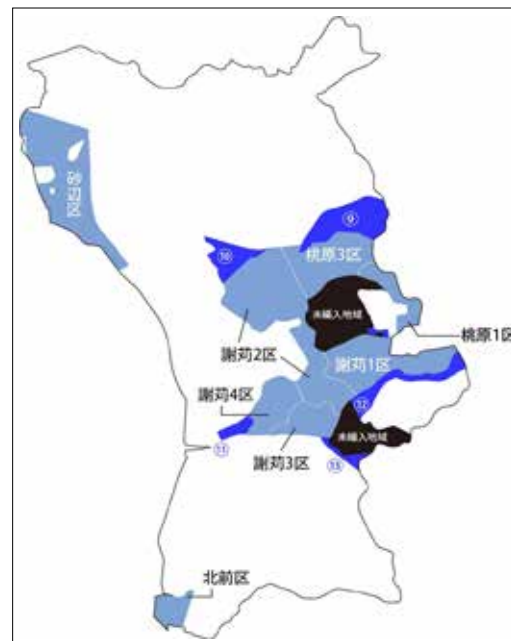 砂辺区
⑨
⑩
桃原3区
未編入地域
桃原1区
謝苅2区
謝苅1区
謝苅4区
⑫
未編入地域
⑪
謝苅3区
⑬
北前区